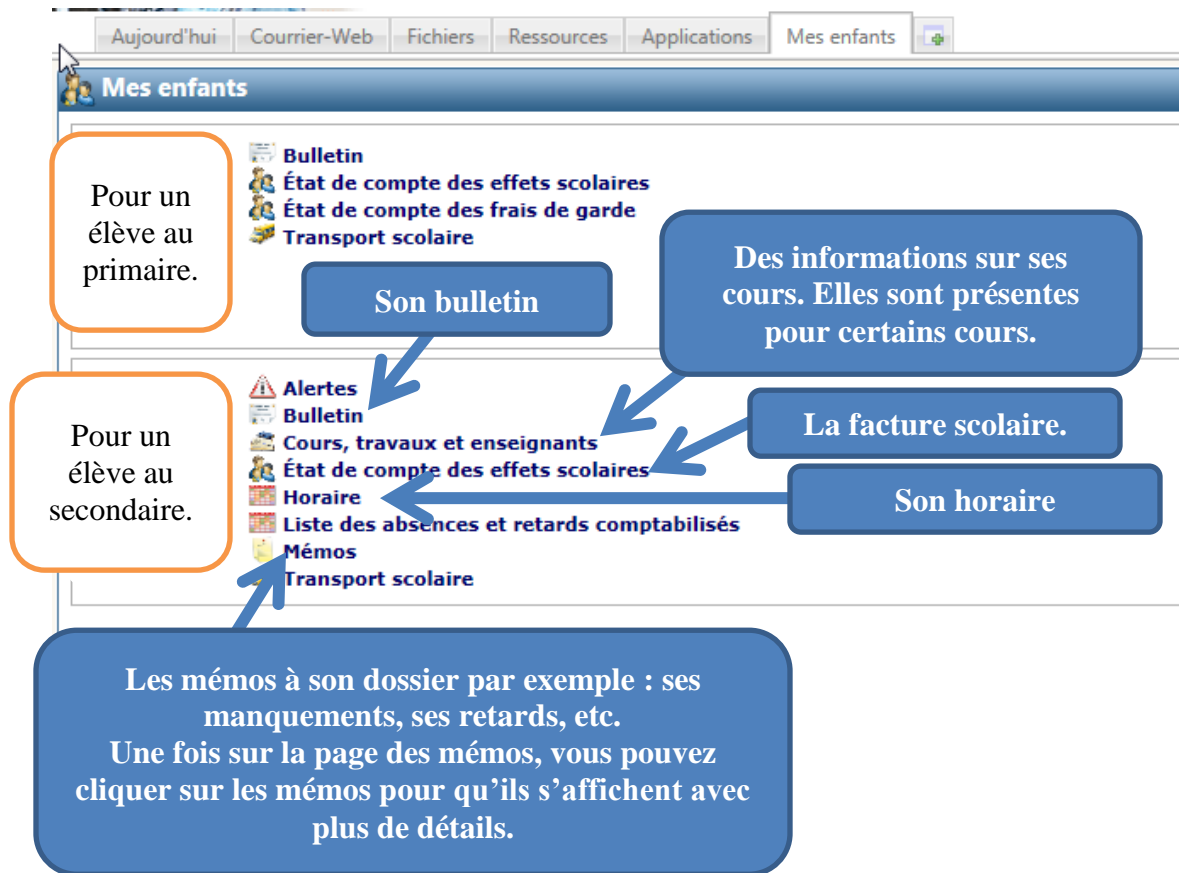 Aujourd'hui Courrier-Web Fichiers Ressources Applications Mes enfants
Mes enfants
Pour un
élève au
primaire.
Bulletin
État de compte des effets scolaires
État de compte des frais de garde
Transport scolaire
Son bulletin
Des informations sur ses
cours. Elles sont présentes
pour certains cours.
Pour un
élève au
secondaire.
Alertes
Bulletin
Cours, travaux et enseignants
État de compte des effets scolaires
Horaire
Liste des absences et retards comptabilisés
Mémos
Transport scolaire
La facture scolaire.
Son horaire
Les mémos à son dossier par exemple : ses
manquements, ses retards, etc.
Une fois sur la page des mémos, vous pouvez
cliquer sur les mémos pour qu’ils s’affichent avec
plus de détails.